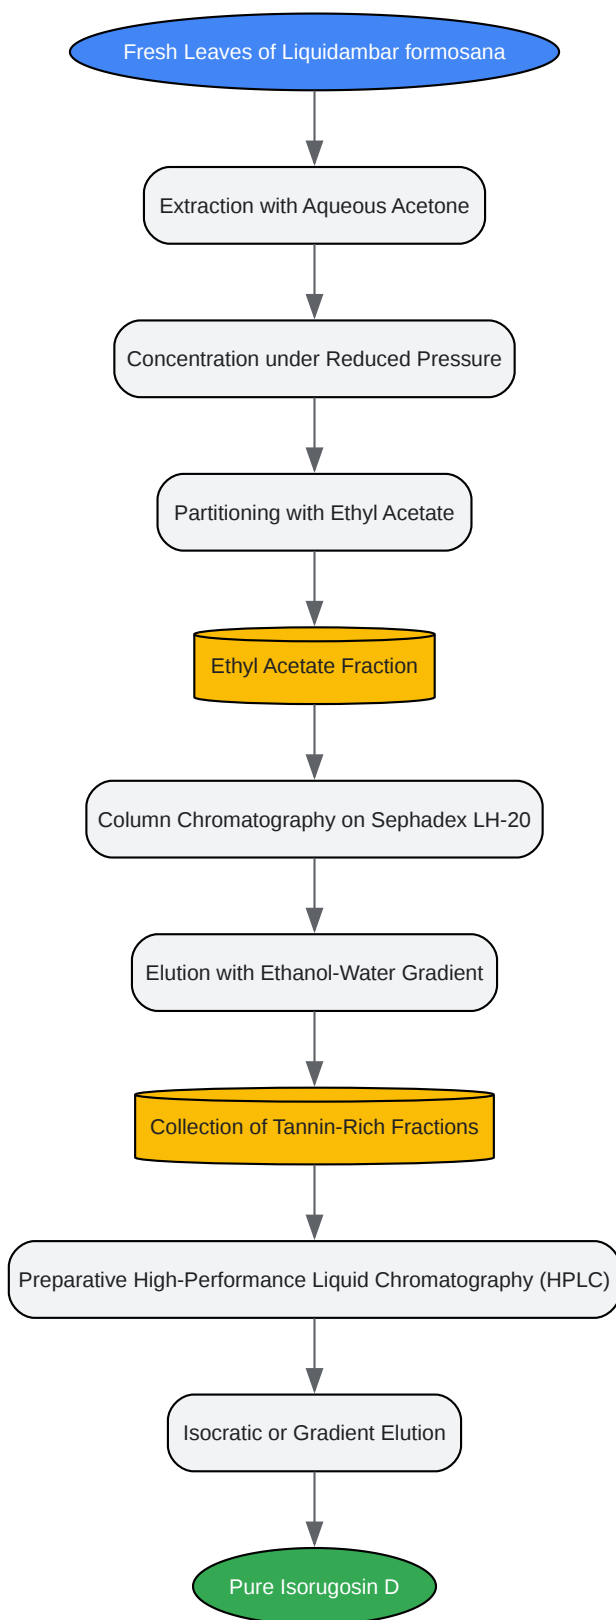 Fresh Leaves of Liquidambar formosana
Extraction with Aqueous Acetone
Concentration under Reduced Pressure
Partitioning with Ethyl Acetate
Ethyl Acetate Fraction
Column Chromatography on Sephadex LH-20
Elution with Ethanol-Water Gradient
Collection of Tannin-Rich Fractions
Preparative High-Performance Liquid Chromatography (HPLC)
Isocratic or Gradient Elution
Pure Isorugosin D